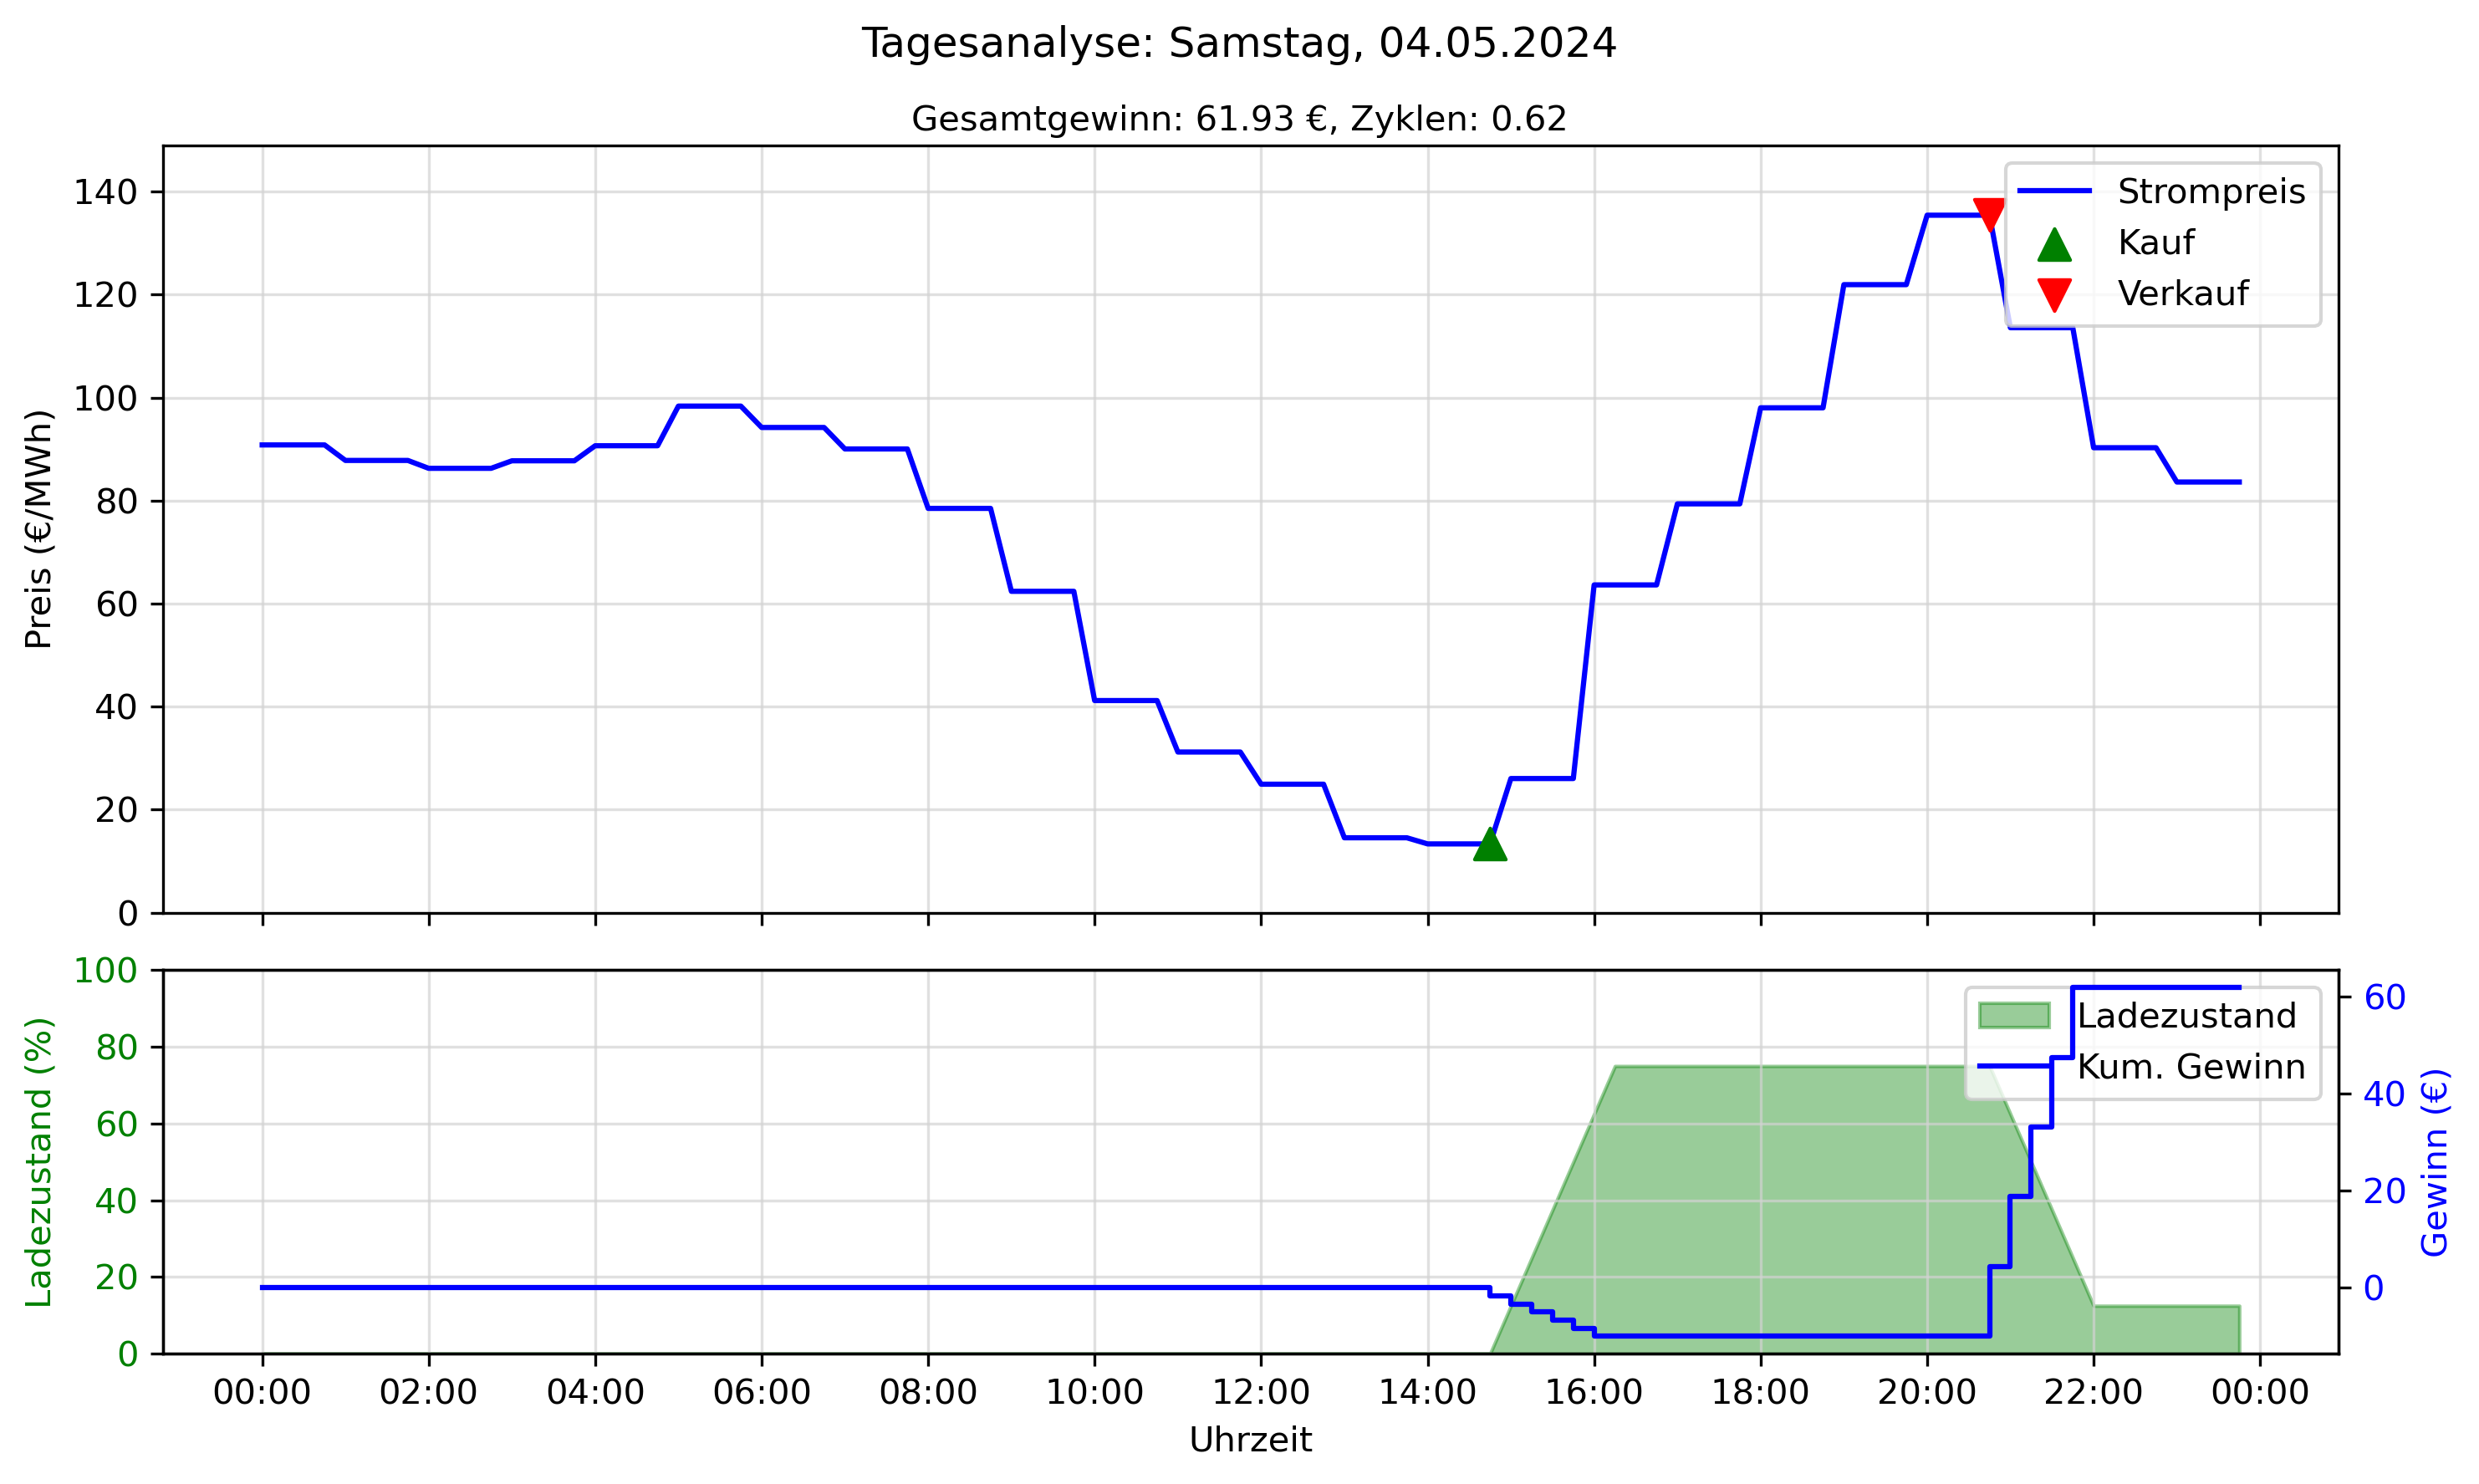 Tagesanalyse: Samstag, 04.05.2024
Gesamtgewinn: 61.93 €, Zyklen: 0.62
Preis (€/MWh)
140
120
100
80
60
40
20
0
Strompreis
Kauf
Verkauf
Ladezustand (%)
100
80
60
40
20
0
Ladezustand
Kum. Gewinn
60
40
20
0
Gewinn (€)
00:00 02:00 04:00 06:00 08:00 10:00 12:00 14:00 16:00 18:00 20:00 22:00 00:00
Uhrzeit